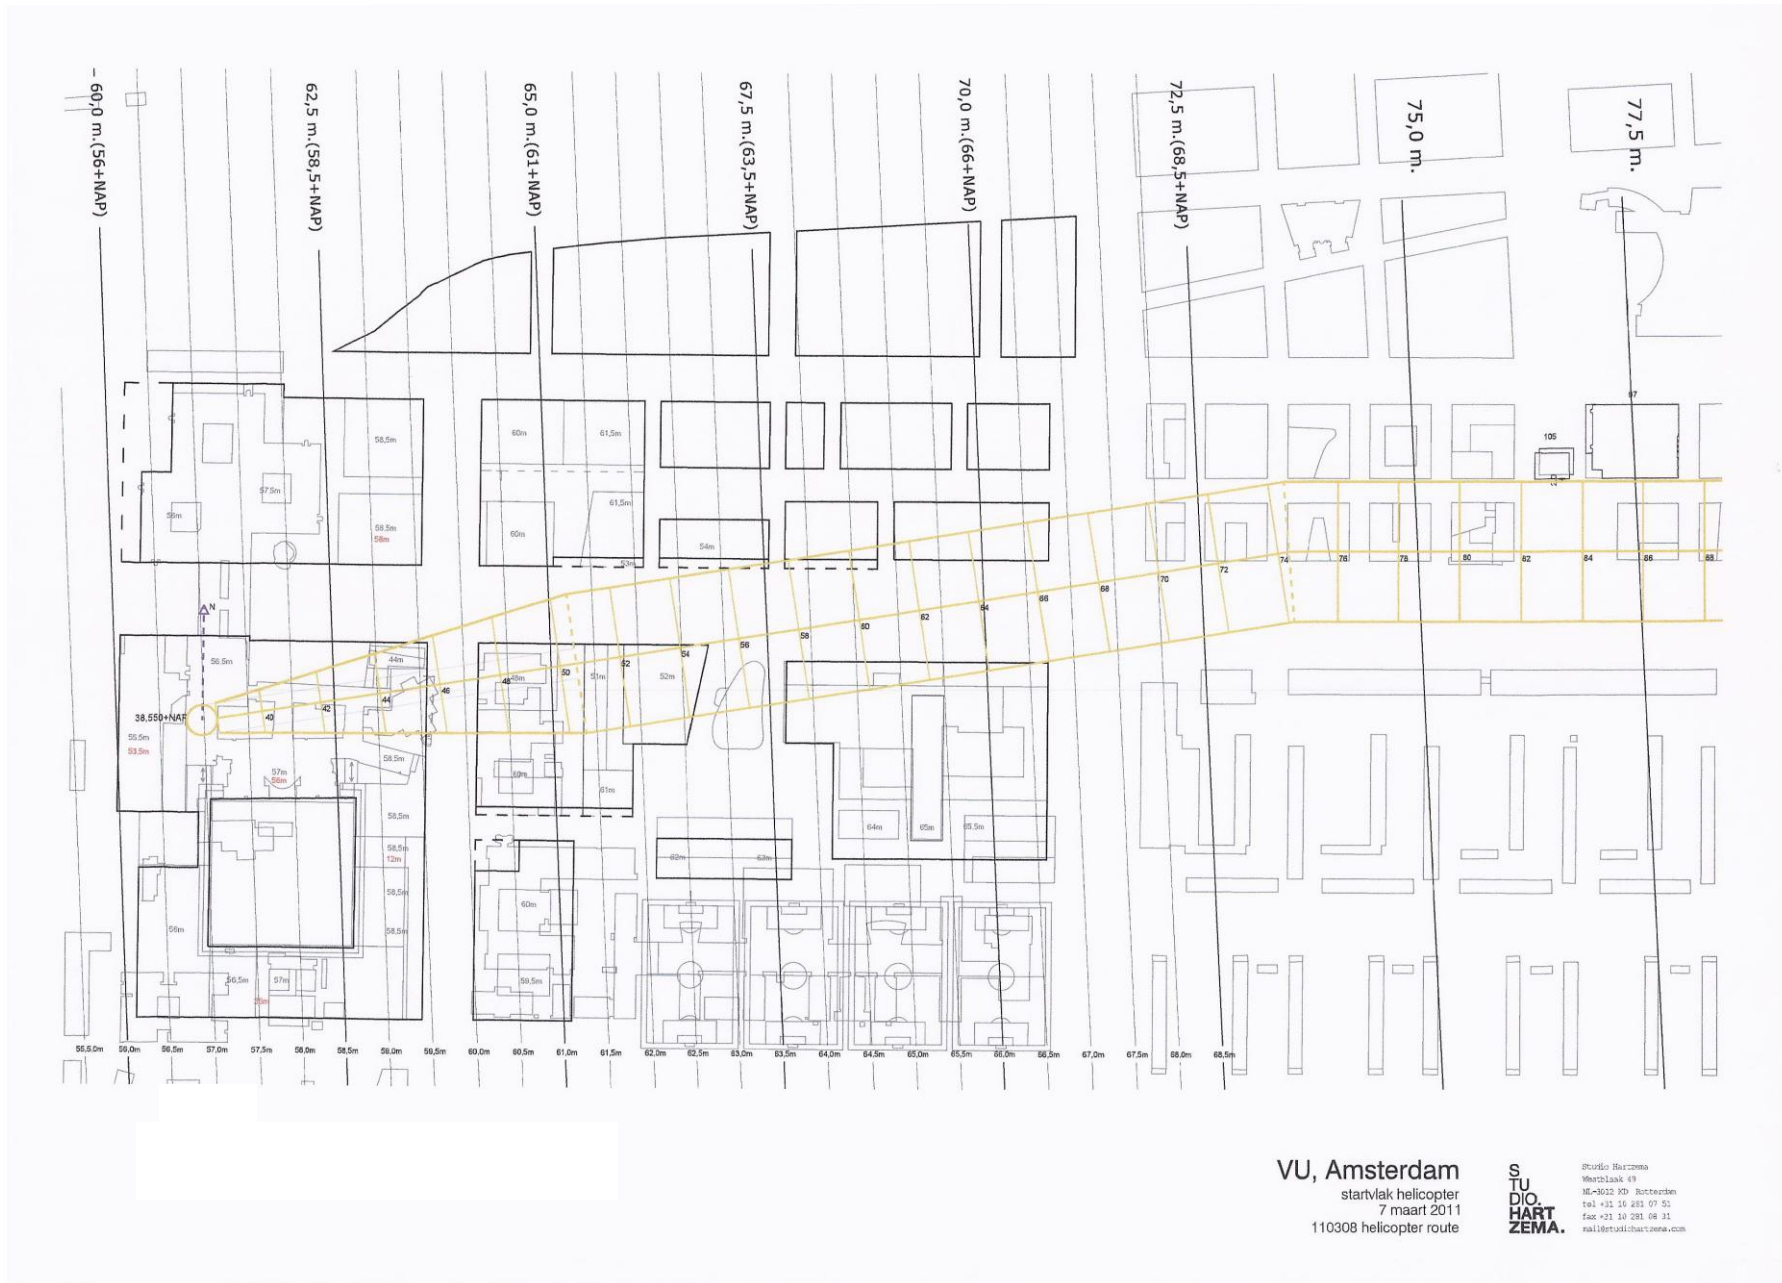 60,0 m.(56+NAP)
62,5 m.(58,5+NAP)
65,0 m.(61+NAP)
67,5 m.(63,5+NAP)
70,0 m.(66+NAP)
72,5 m.(68,5+NAP)
75,0 m.
77,5 m.
58,5m
60m
61,5m
105
57,5m
56m
58,5m
58m
60m
61,5m
54m
53m
76
78
80
82
84
86
88
74
72
70
68
66
64
62
60
58
56
54
52
50
48
46
44
42
40
N
56,5m
44m
48m
51m
52m
38,550+NAP
55,5m
53,5m
58,5m
57m
56m
60m
61m
58,5m
64m
65m
65,5m
58,5m
12m
62m
63m
58,5m
60m
56m
58,5m
56,5m
57m
59,5m
35m
55,50m
56,0m
56,5m
57,0m
57,5m
58,0m
58,5m
59,0m
59,5m
60,0m
60,5m
61,0m
61,5m
62,0m
62,5m
63,0m
63,5m
64,0m
64,5m
65,0m
65,5m
66,0m
66,5m
67,0m
67,5m
68,0m
68,5m
VU, Amsterdam
startvlak helicopter
7 maart 2011
110308 helicopter route
S
TU
DIO.
HART
ZEMA.
Studio Hartzema
Westblaak 49
NL-3012 KD Rotterdam
tel +31 10 281 07 51
fax +31 10 281 08 31
mail@studiohartzema.com